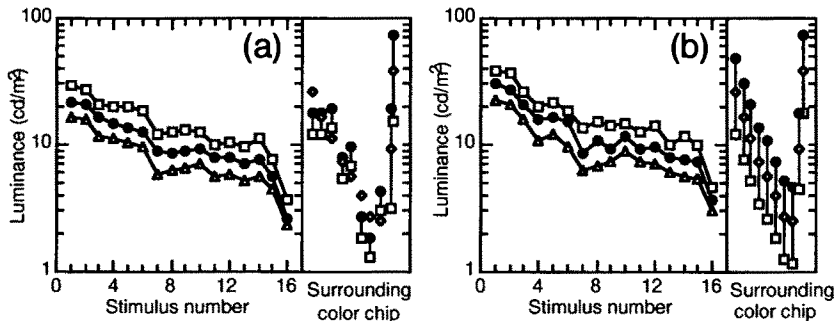 (a)
Luminance (cd/m²)
100
10
1
0 4 8 12 16
Stimulus number
Surrounding
color chip
(b)
Luminance (cd/m²)
100
10
1
0 4 8 12 16
Stimulus number
Surrounding
color chip